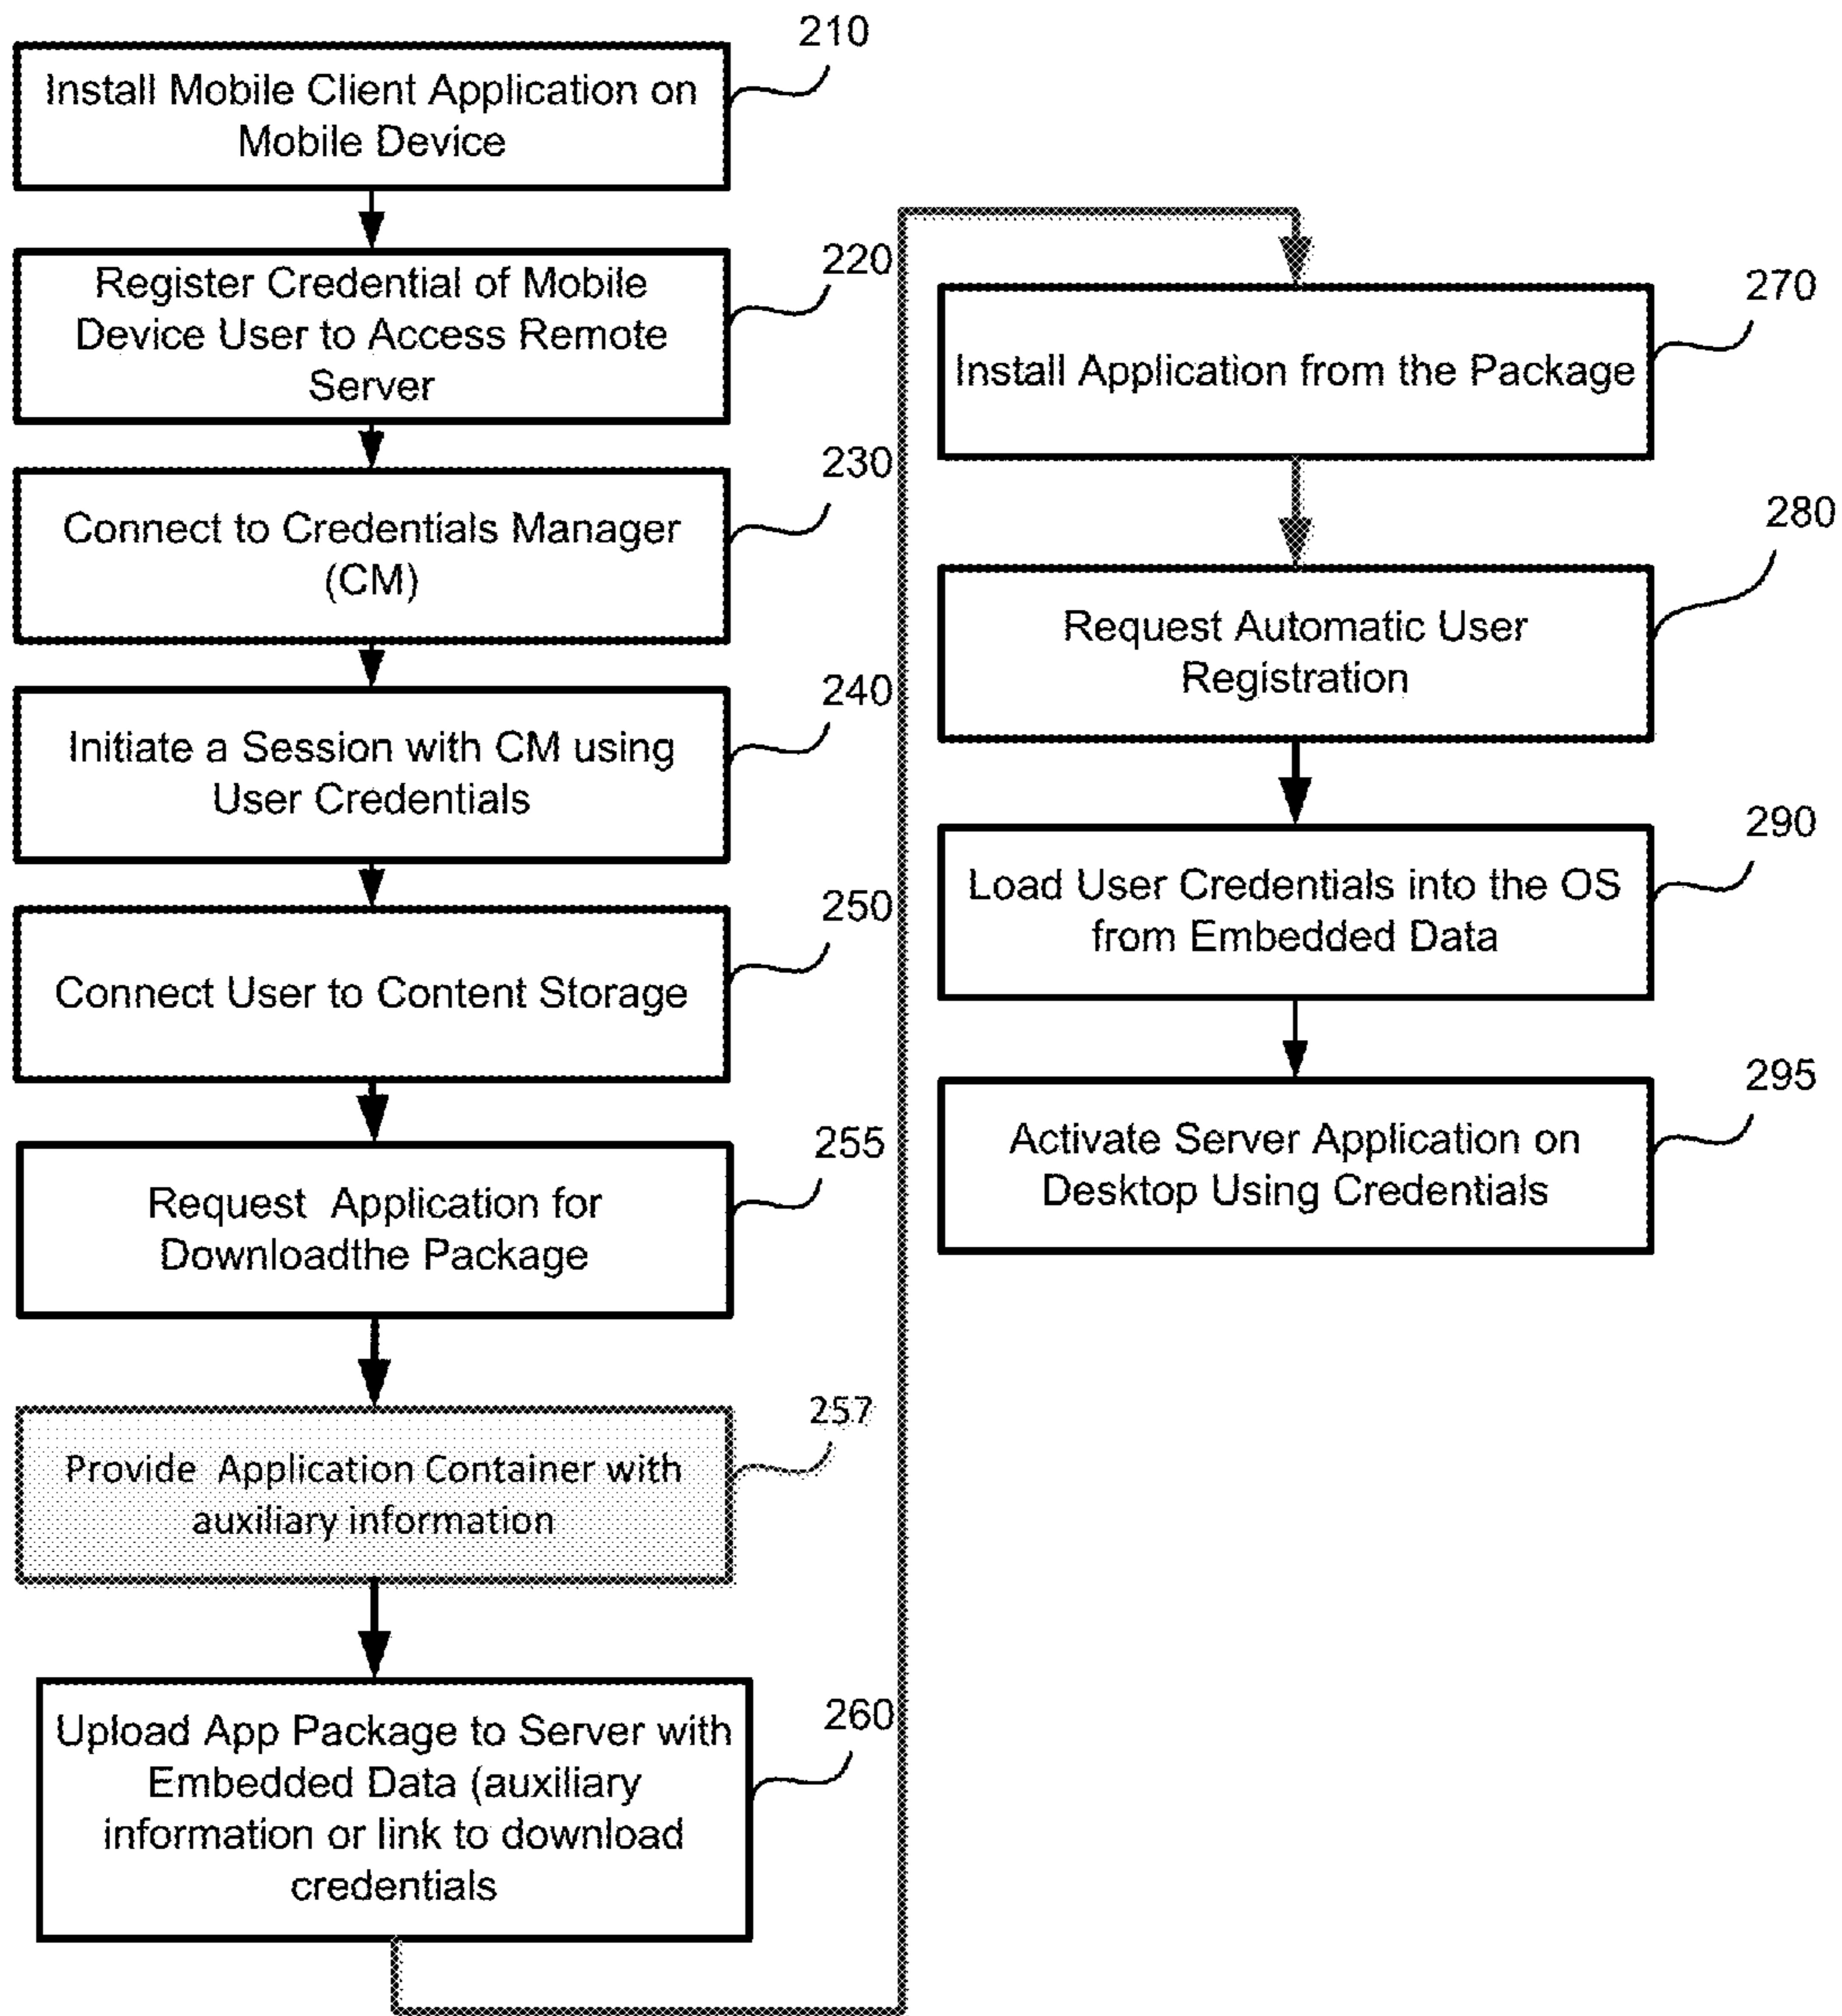 210
Install Mobile Client Application on
Mobile Device
220
Register Credential of Mobile
Device User to Access Remote
Server
230
Connect to Credentials Manager
(CM)
240
Initiate a Session with CM using
User Credentials
250
Connect User to Content Storage
255
Request Application for
Downloadthe Package
257
Provide Application Container with
auxiliary information
260
Upload App Package to Server with
Embedded Data (auxiliary
information or link to download
credentials
270
Install Application from the Package
280
Request Automatic User
Registration
290
Load User Credentials into the OS
from Embedded Data
295
Activate Server Application on
Desktop Using Credentials